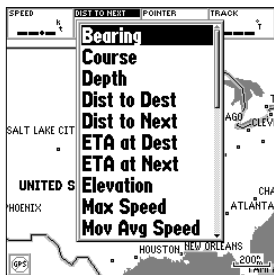 SPEED DIST TO NEXT POINTER TRACK
k
t
°T
Bearing
Course
Depth
Dist to Dest
Dist to Next
ETA at Dest
ETA at Next
Elevation
Max Speed
Mov Avg Speed
AGO
CLEV
SALT LAKE CIT
UNITED S
CHA
PHOENIX
ATLANTA
HOUSTON
NEW ORLEANS
GPS
200